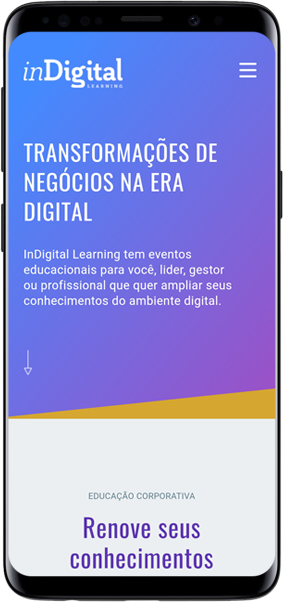 inDigital
LEARNING
TRANSFORMAÇÕES DE
NEGÓCIOS NA ERA
DIGITAL
InDigital Learning tem eventos
educacionais para você, lider, gestor
ou profissional que quer ampliar seus
conhecimentos do ambiente digital.
EDUCAÇÃO CORPORATIVA
Renove seus
conhecimentos